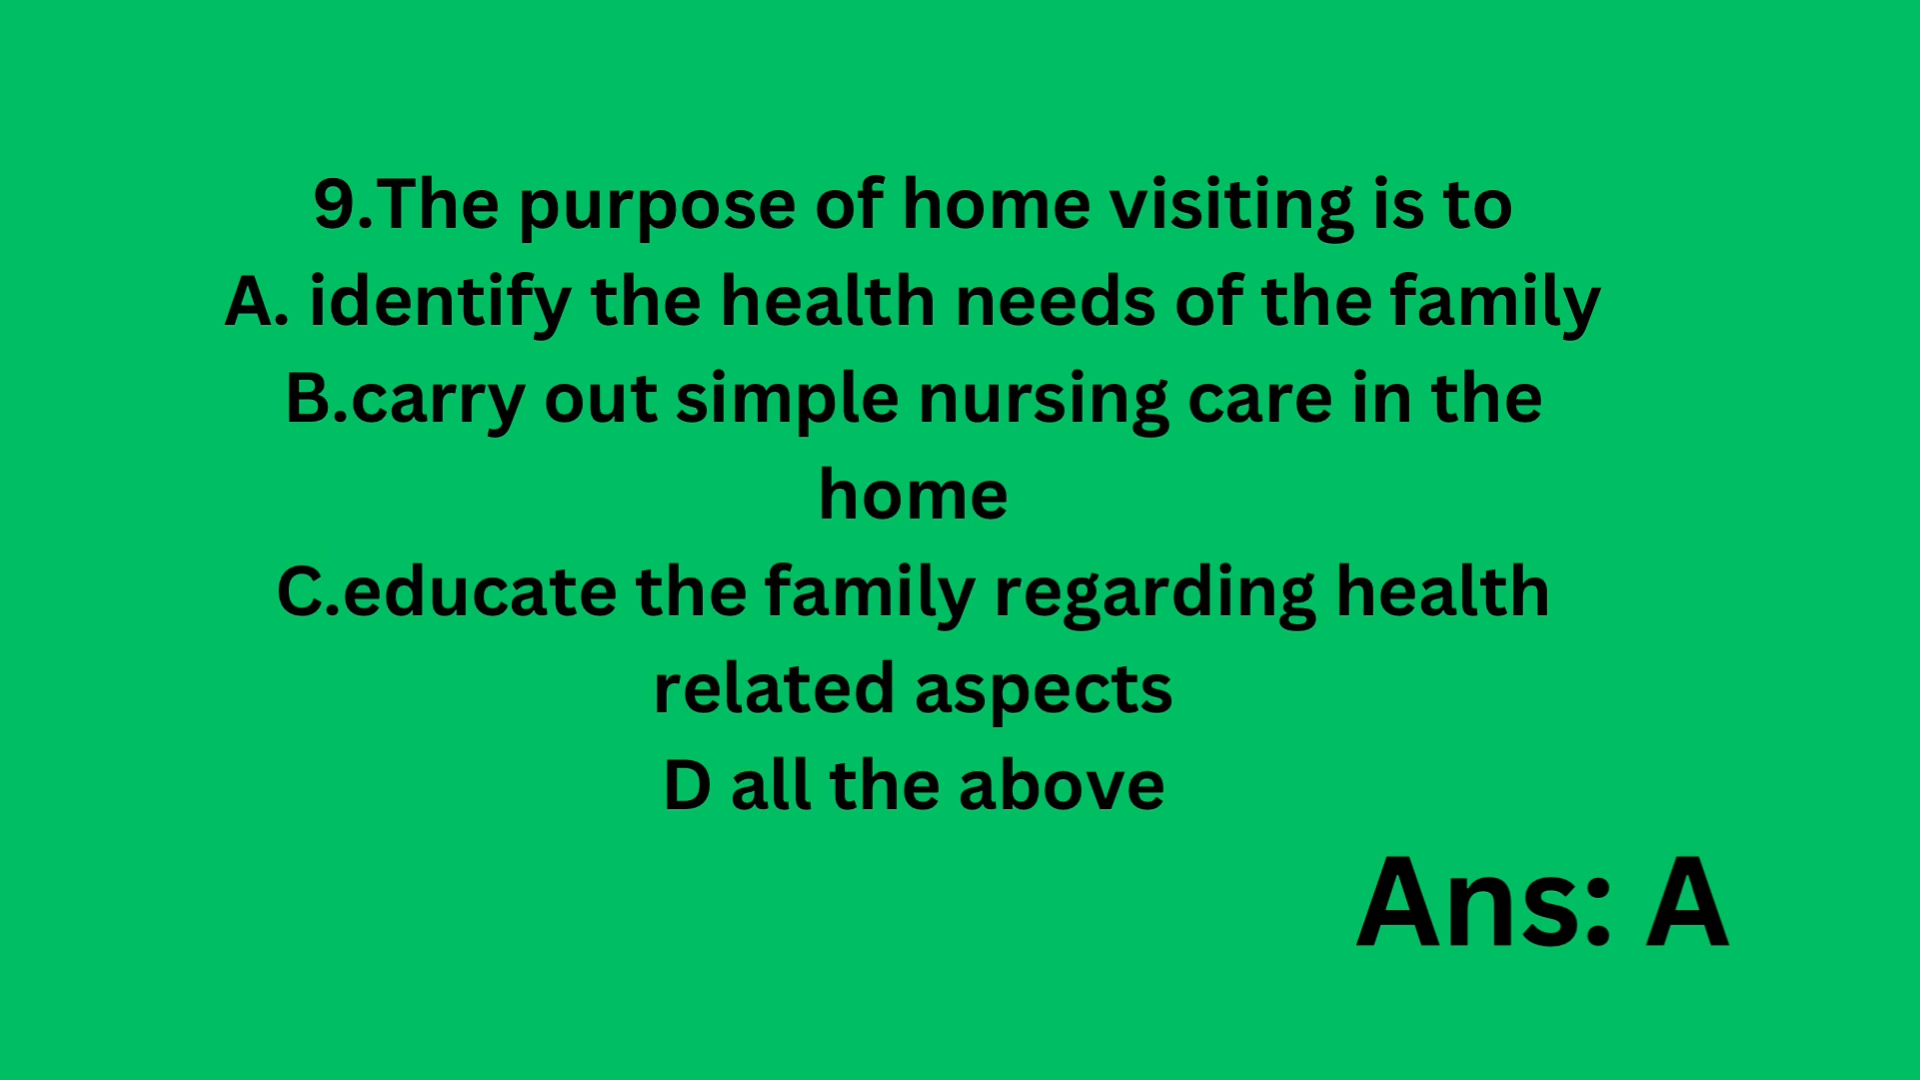 9.The purpose of home visiting is to
A. identify the health needs of the family
B.carry out simple nursing care in the
home
C.educate the family regarding health
related aspects
D all the above
Ans: A